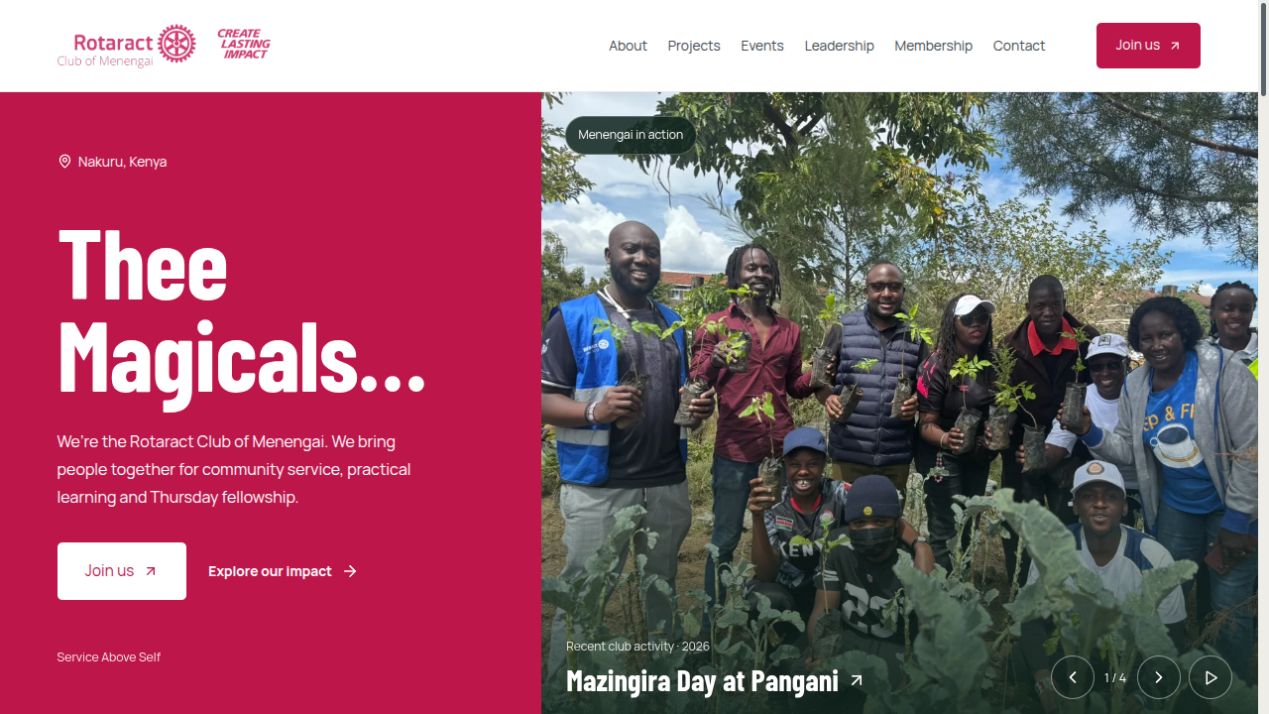 Rotaract
Club of Menengai
CREATE
LASTING
IMPACT
About
Projects
Events
Leadership
Membership
Contact
Join us
Nakuru, Kenya
Thee
Magicals...
We're the Rotaract Club of Menengai. We bring
people together for community service, practical
learning and Thursday fellowship.
Join us
Explore our impact
Service Above Self
Menengai in action
KENYA
Recent club activity · 2026
Mazingira Day at Pangani
1 / 4